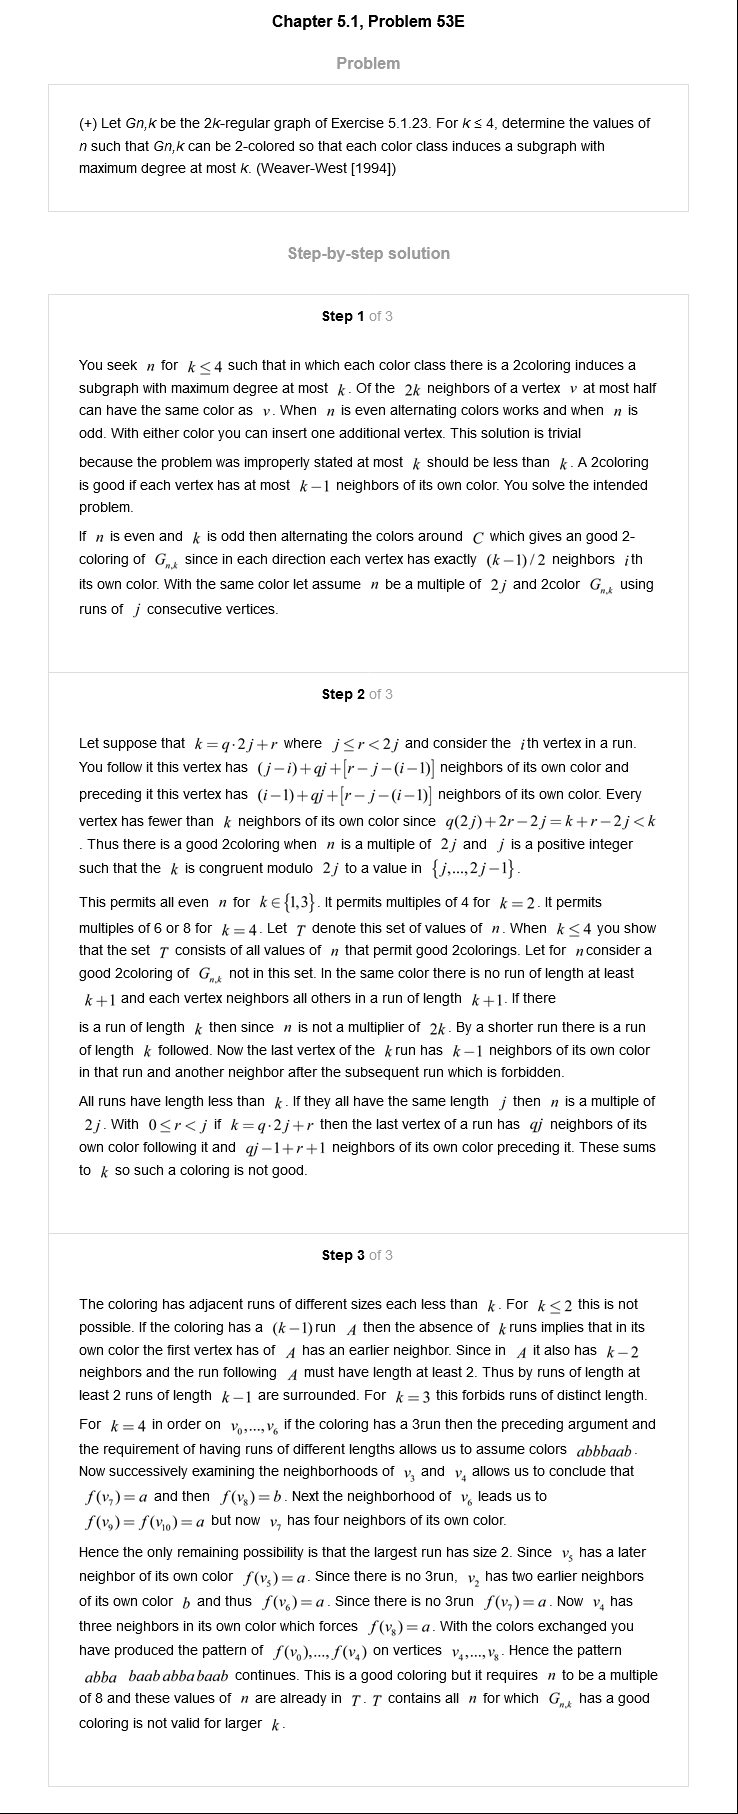 Chapter 5.1, Problem 53E
Problem
(+) Let Gn,k be the 2k-regular graph of Exercise 5.1.23. For k ≤ 4, determine the values of
n such that Gn,k can be 2-colored so that each color class induces a subgraph with
maximum degree at most k. (Weaver-West [1994])
Step-by-step solution
Step 1 of 3
You seek n for k ≤ 4 such that in which each color class there is a 2coloring induces a
subgraph with maximum degree at most k. Of the 2k neighbors of a vertex v at most half
can have the same color as v. When n is even alternating colors works and when n is
odd. With either color you can insert one additional vertex. This solution is trivial
because the problem was improperly stated at most k should be less than k. A 2coloring
is good if each vertex has at most k−1 neighbors of its own color. You solve the intended
problem.
If n is even and k is odd then alternating the colors around C which gives an good 2-
coloring of G_{n,k} since in each direction each vertex has exactly (k−1)/2 neighbors ith
its own color. With the same color let assume n be a multiple of 2j and 2color G_{n,k} using
runs of j consecutive vertices.
Step 2 of 3
Let suppose that k = q·2j+r where j ≤ r < 2j and consider the ith vertex in a run.
You follow it this vertex has (j−i)+qj+[r−j−(i−1)] neighbors of its own color and
preceding it this vertex has (i−1)+qj+[r−j−(i−1)] neighbors of its own color. Every
vertex has fewer than k neighbors of its own color since q(2j)+2r−2j=k+r−2j<k
. Thus there is a good 2coloring when n is a multiple of 2j and j is a positive integer
such that the k is congruent modulo 2j to a value in {j,...,2j−1}.
This permits all even n for k∈{1,3}. It permits multiples of 4 for k=2. It permits
multiples of 6 or 8 for k=4. Let T denote this set of values of n. When k≤4 you show
that the set T consists of all values of n that permit good 2colorings. Let for n consider a
good 2coloring of G_{n,k} not in this set. In the same color there is no run of length at least
k+1 and each vertex neighbors all others in a run of length k+1. If there
is a run of length k then since n is not a multiplier of 2k. By a shorter run there is a run
of length k followed. Now the last vertex of the k run has k−1 neighbors of its own color
in that run and another neighbor after the subsequent run which is forbidden.
All runs have length less than k. If they all have the same length j then n is a multiple of
2j. With 0≤r<j if k=q·2j+r then the last vertex of a run has qj neighbors of its
own color following it and qj−1+r+1 neighbors of its own color preceding it. These sums
to k so such a coloring is not good.
Step 3 of 3
The coloring has adjacent runs of different sizes each less than k. For k≤2 this is not
possible. If the coloring has a (k−1) run A then the absence of k runs implies that in its
own color the first vertex has of A has an earlier neighbor. Since in A it also has k−2
neighbors and the run following A must have length at least 2. Thus by runs of length at
least 2 runs of length k−1 are surrounded. For k=3 this forbids runs of distinct length.
For k=4 in order on v₀,...,v₆ if the coloring has a 3run then the preceding argument and
the requirement of having runs of different lengths allows us to assume colors abbbaab.
Now successively examining the neighborhoods of v₃ and v₄ allows us to conclude that
f(v₇)=a and then f(v₈)=b. Next the neighborhood of v₆ leads us to
f(v₉)=f(v₁₀)=a but now v₇ has four neighbors of its own color.
Hence the only remaining possibility is that the largest run has size 2. Since v₅ has a later
neighbor of its own color f(v₅)=a. Since there is no 3run, v₂ has two earlier neighbors
of its own color b and thus f(v₆)=a. Since there is no 3run f(v₇)=a. Now v₄ has
three neighbors in its own color which forces f(v₈)=a. With the colors exchanged you
have produced the pattern of f(v₀),...,f(v₄) on vertices v₄,...,v₈. Hence the pattern
abba baab abba baab continues. This is a good coloring but it requires n to be a multiple
of 8 and these values of n are already in T. T contains all n for which G_{n,k} has a good
coloring is not valid for larger k.